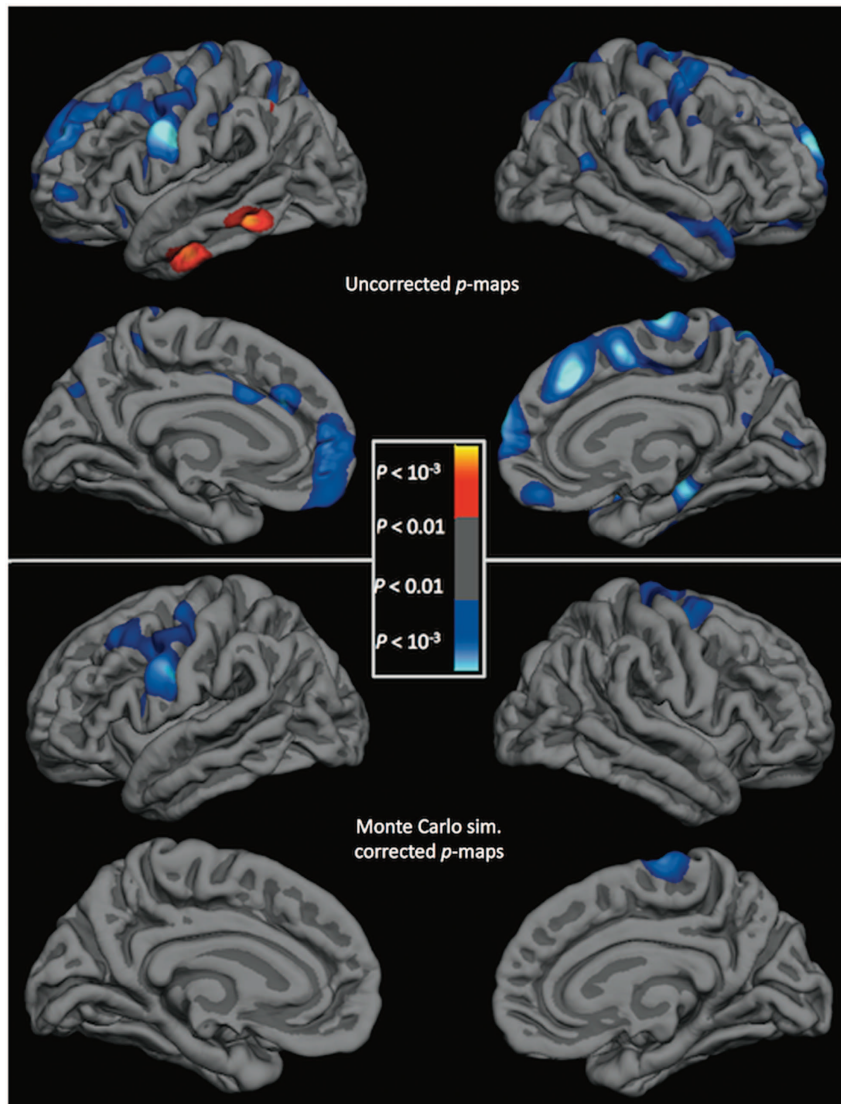 Uncorrected p-maps
P < 10⁻³
P < 0.01
P < 0.01
P < 10⁻³
Monte Carlo sim.
corrected p-maps